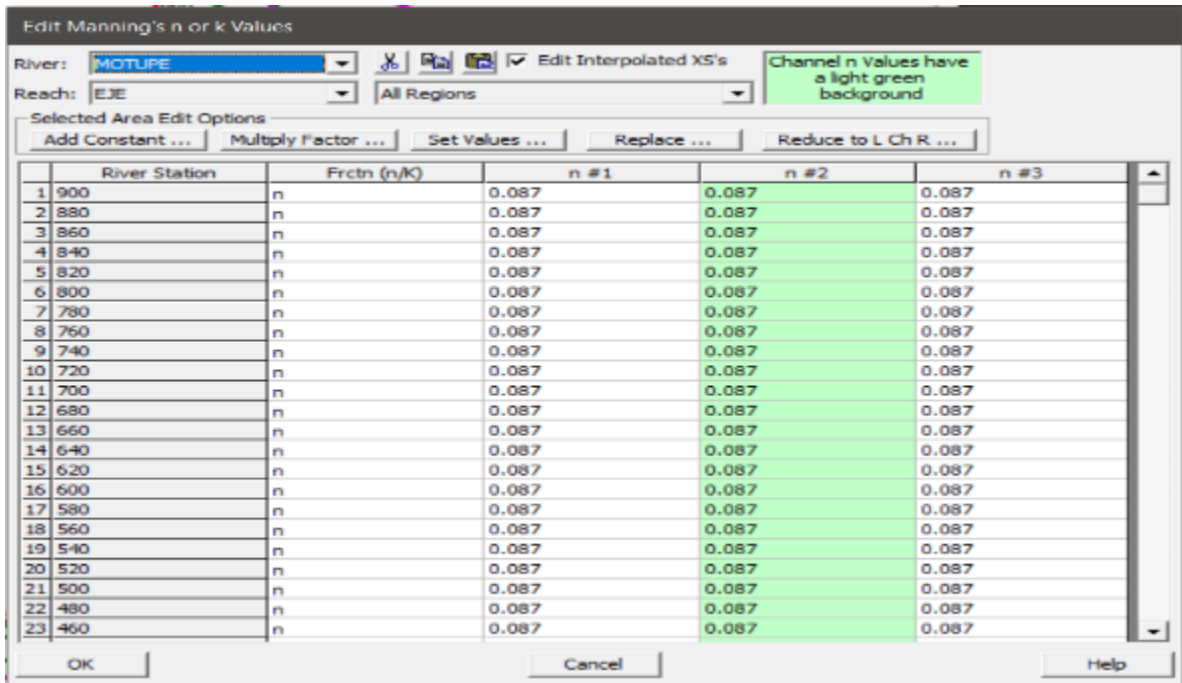 Edit Manning's n or k Values
River: MOTUPE Edit Interpolated XS's Channel n Values have
a light green
background
Reach: EJE All Regions
Selected Area Edit Options
Add Constant ... Multiply Factor ... Set Values ... Replace ... Reduce to L Ch R ...
River Station Frctn (n/K) n #1 n #2 n #3
1 900 n 0.087 0.087 0.087
2 880 n 0.087 0.087 0.087
3 860 n 0.087 0.087 0.087
4 840 n 0.087 0.087 0.087
5 820 n 0.087 0.087 0.087
6 800 n 0.087 0.087 0.087
7 780 n 0.087 0.087 0.087
8 760 n 0.087 0.087 0.087
9 740 n 0.087 0.087 0.087
10 720 n 0.087 0.087 0.087
11 700 n 0.087 0.087 0.087
12 680 n 0.087 0.087 0.087
13 660 n 0.087 0.087 0.087
14 640 n 0.087 0.087 0.087
15 620 n 0.087 0.087 0.087
16 600 n 0.087 0.087 0.087
17 580 n 0.087 0.087 0.087
18 560 n 0.087 0.087 0.087
19 540 n 0.087 0.087 0.087
20 520 n 0.087 0.087 0.087
21 500 n 0.087 0.087 0.087
22 480 n 0.087 0.087 0.087
23 460 n 0.087 0.087 0.087
OK Cancel Help